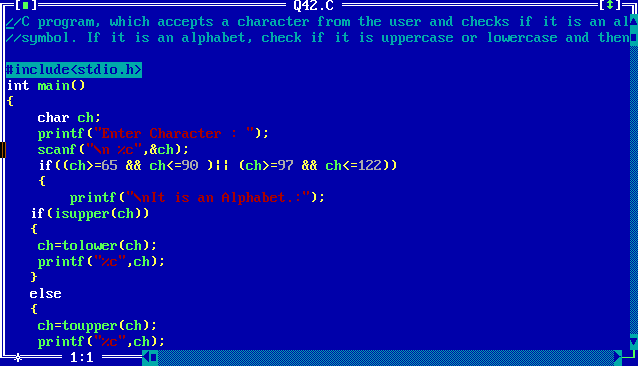 Q42.C
//C program, which accepts a character from the user and checks if it is an al
//symbol. If it is an alphabet, check if it is uppercase or lowercase and then
#include<stdio.h>
int main()
{
char ch;
printf("Enter Character : ");
scanf("\n %c",&ch);
if((ch>=65 && ch<=90 )|| (ch>=97 && ch<=122))
{
printf("\nIt is an Alphabet.:");
if(isupper(ch))
{
ch=tolower(ch);
printf("%c",ch);
}
else
{
ch=toupper(ch);
printf("%c",ch);
1:1